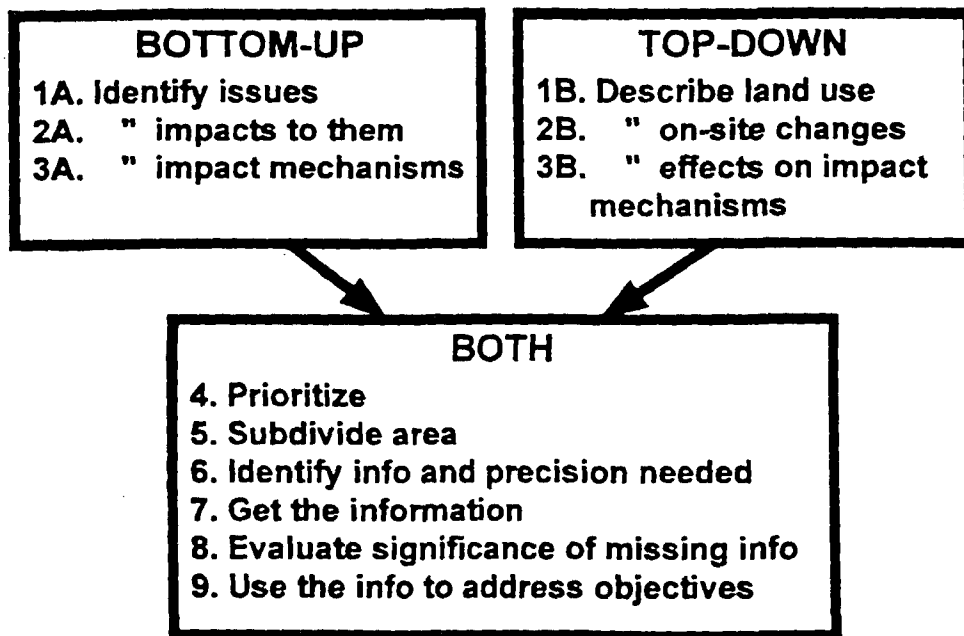 BOTTOM-UP
1A. Identify issues
2A. " impacts to them
3A. " impact mechanisms
TOP-DOWN
1B. Describe land use
2B. " on-site changes
3B. " effects on impact
mechanisms
BOTH
4. Prioritize
5. Subdivide area
6. Identify info and precision needed
7. Get the information
8. Evaluate significance of missing info
9. Use the info to address objectives